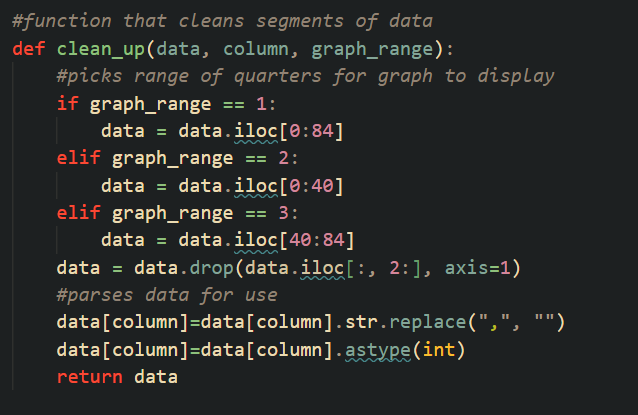 #function that cleans segments of data
def clean_up(data, column, graph_range):
    #picks range of quarters for graph to display
    if graph_range == 1:
        data = data.iloc[0:84]
    elif graph_range == 2:
        data = data.iloc[0:40]
    elif graph_range == 3:
        data = data.iloc[40:84]
    data = data.drop(data.iloc[:, 2:], axis=1)
    #parses data for use
    data[column]=data[column].str.replace(",", "")
    data[column]=data[column].astype(int)
    return data